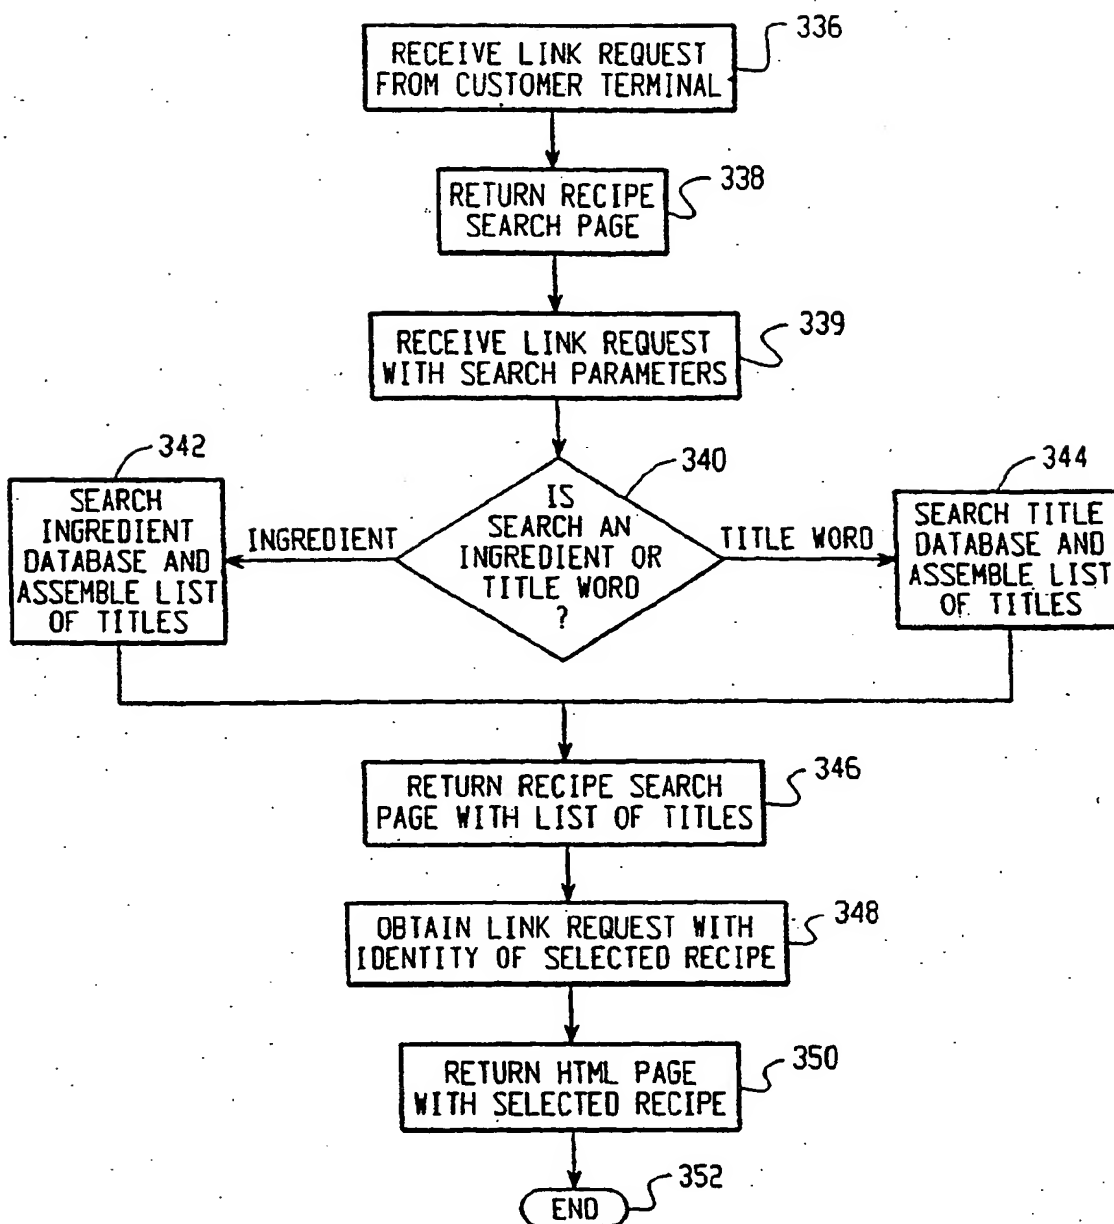 RECEIVE LINK REQUEST
FROM CUSTOMER TERMINAL
336
RETURN RECIPE
SEARCH PAGE
338
RECEIVE LINK REQUEST
WITH SEARCH PARAMETERS
339
IS
SEARCH AN
INGREDIENT OR
TITLE WORD
?
340
INGREDIENT
TITLE WORD
342
SEARCH
INGREDIENT
DATABASE AND
ASSEMBLE LIST
OF TITLES
344
SEARCH TITLE
DATABASE AND
ASSEMBLE LIST
OF TITLES
RETURN RECIPE SEARCH
PAGE WITH LIST OF TITLES
346
OBTAIN LINK REQUEST WITH
IDENTITY OF SELECTED RECIPE
348
RETURN HTML PAGE
WITH SELECTED RECIPE
350
END
352